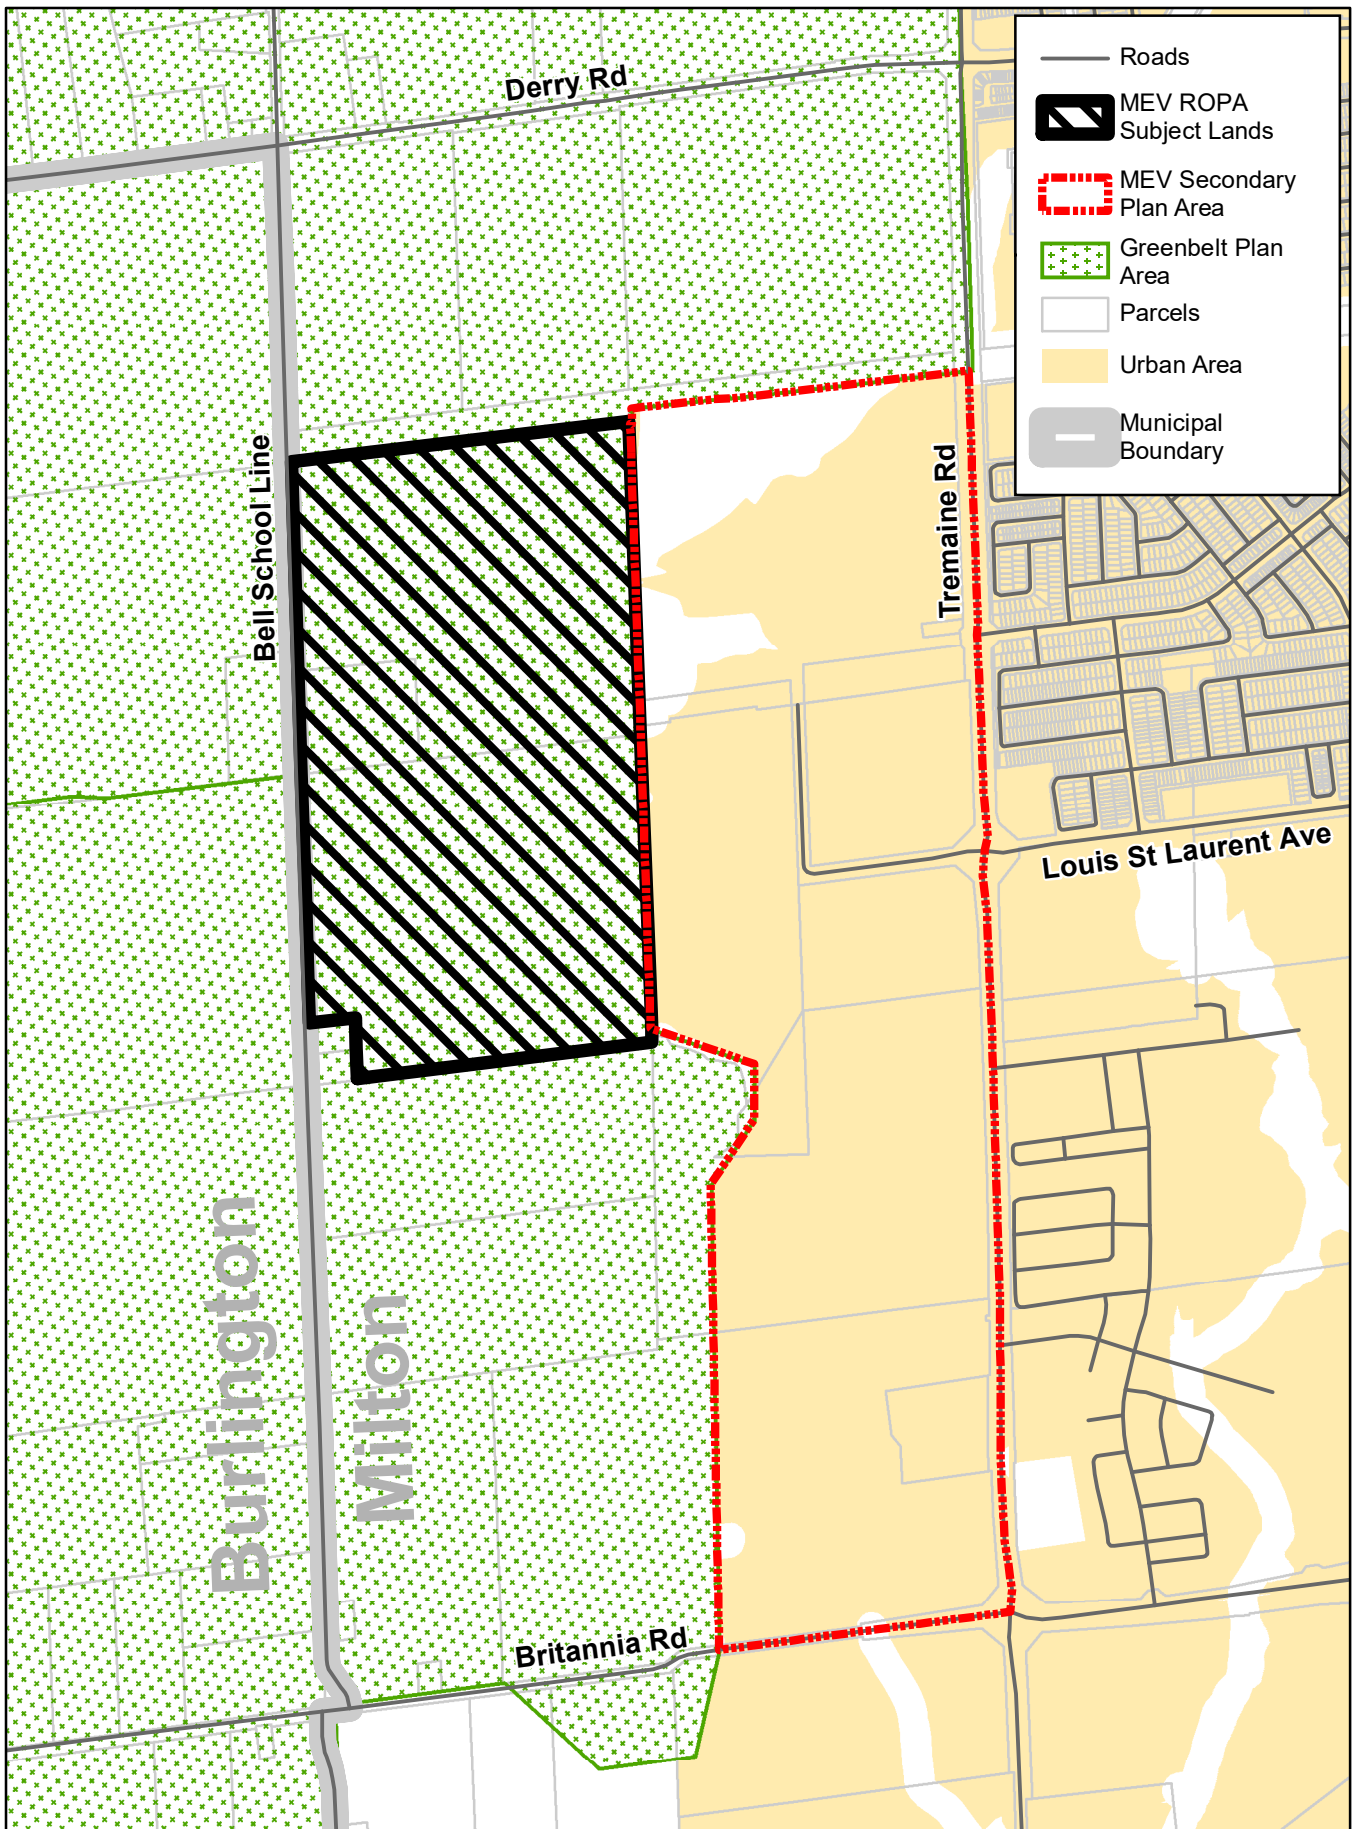 Derry Rd
Roads
MEV ROPA
Subject Lands
MEV Secondary
Plan Area
Greenbelt Plan
Area
Parcels
Urban Area
Municipal
Boundary
Bell School Line
Tremaine Rd
Louis St Laurent Ave
Burlington
Milton
Britannia Rd